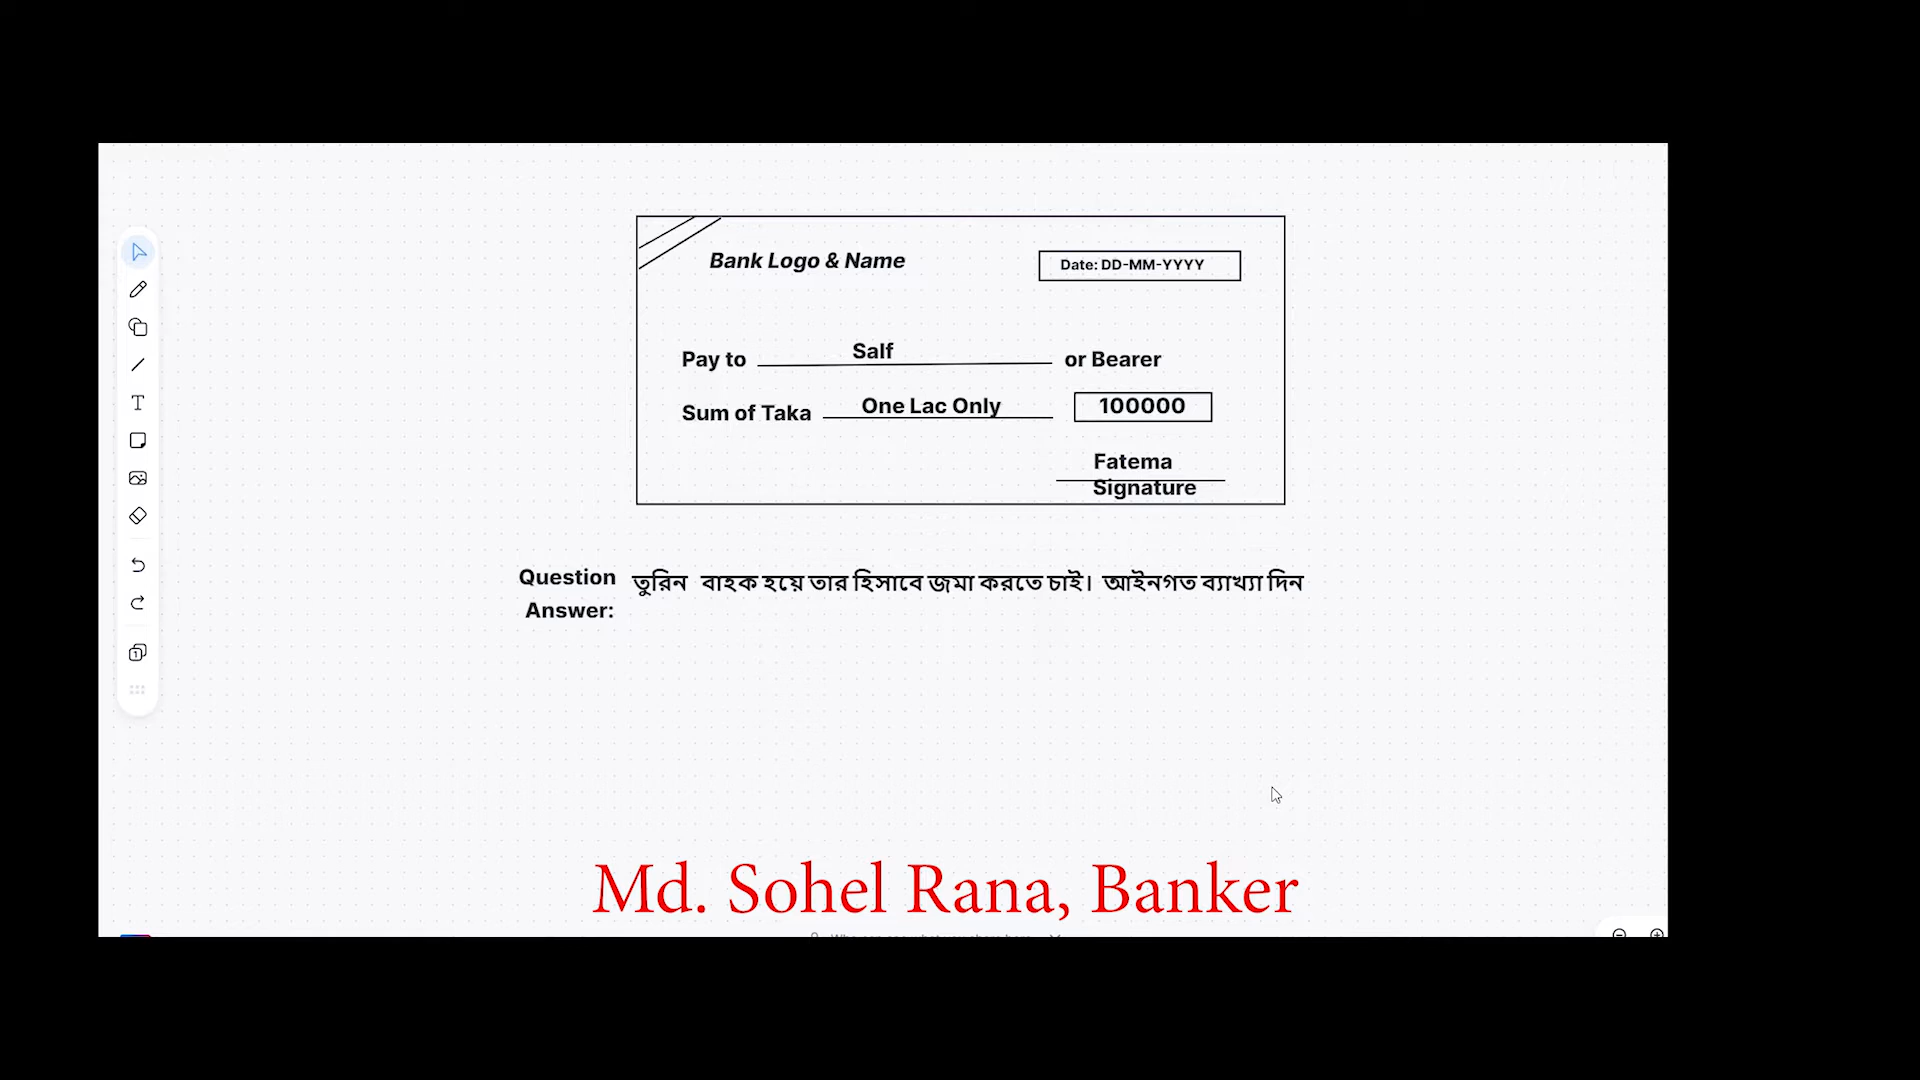 Bank Logo & Name
Date: DD-MM-YYYY
Pay to Salf or Bearer
Sum of Taka One Lac Only 100000
Fatema
Signature
Question তুরিন বাহক হয়ে তার হিসাবে জমা করতে চাই। আইনগত ব্যাখ্যা দিন
Answer:
Md. Sohel Rana, Banker